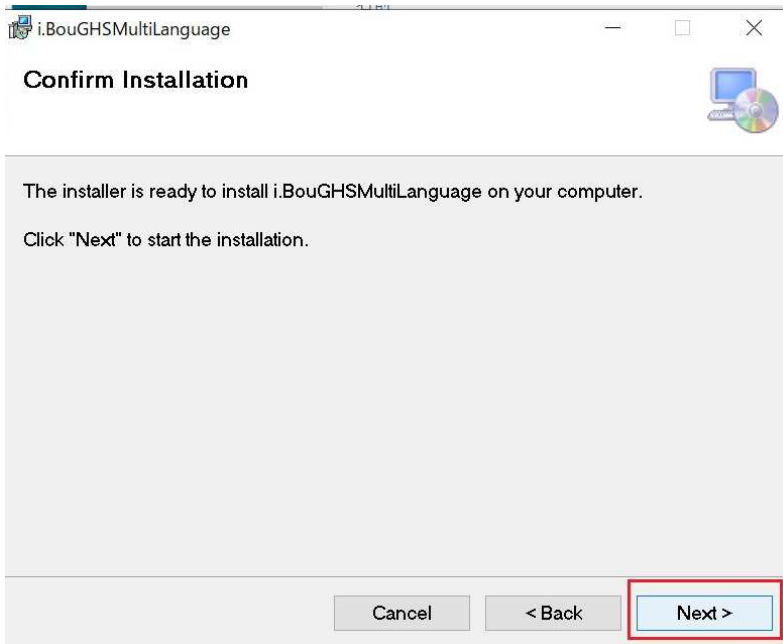 i.BouGHSMultiLanguage
Confirm Installation
The installer is ready to install i.BouGHSMultiLanguage on your computer.
Click "Next" to start the installation.
Cancel
< Back
Next >